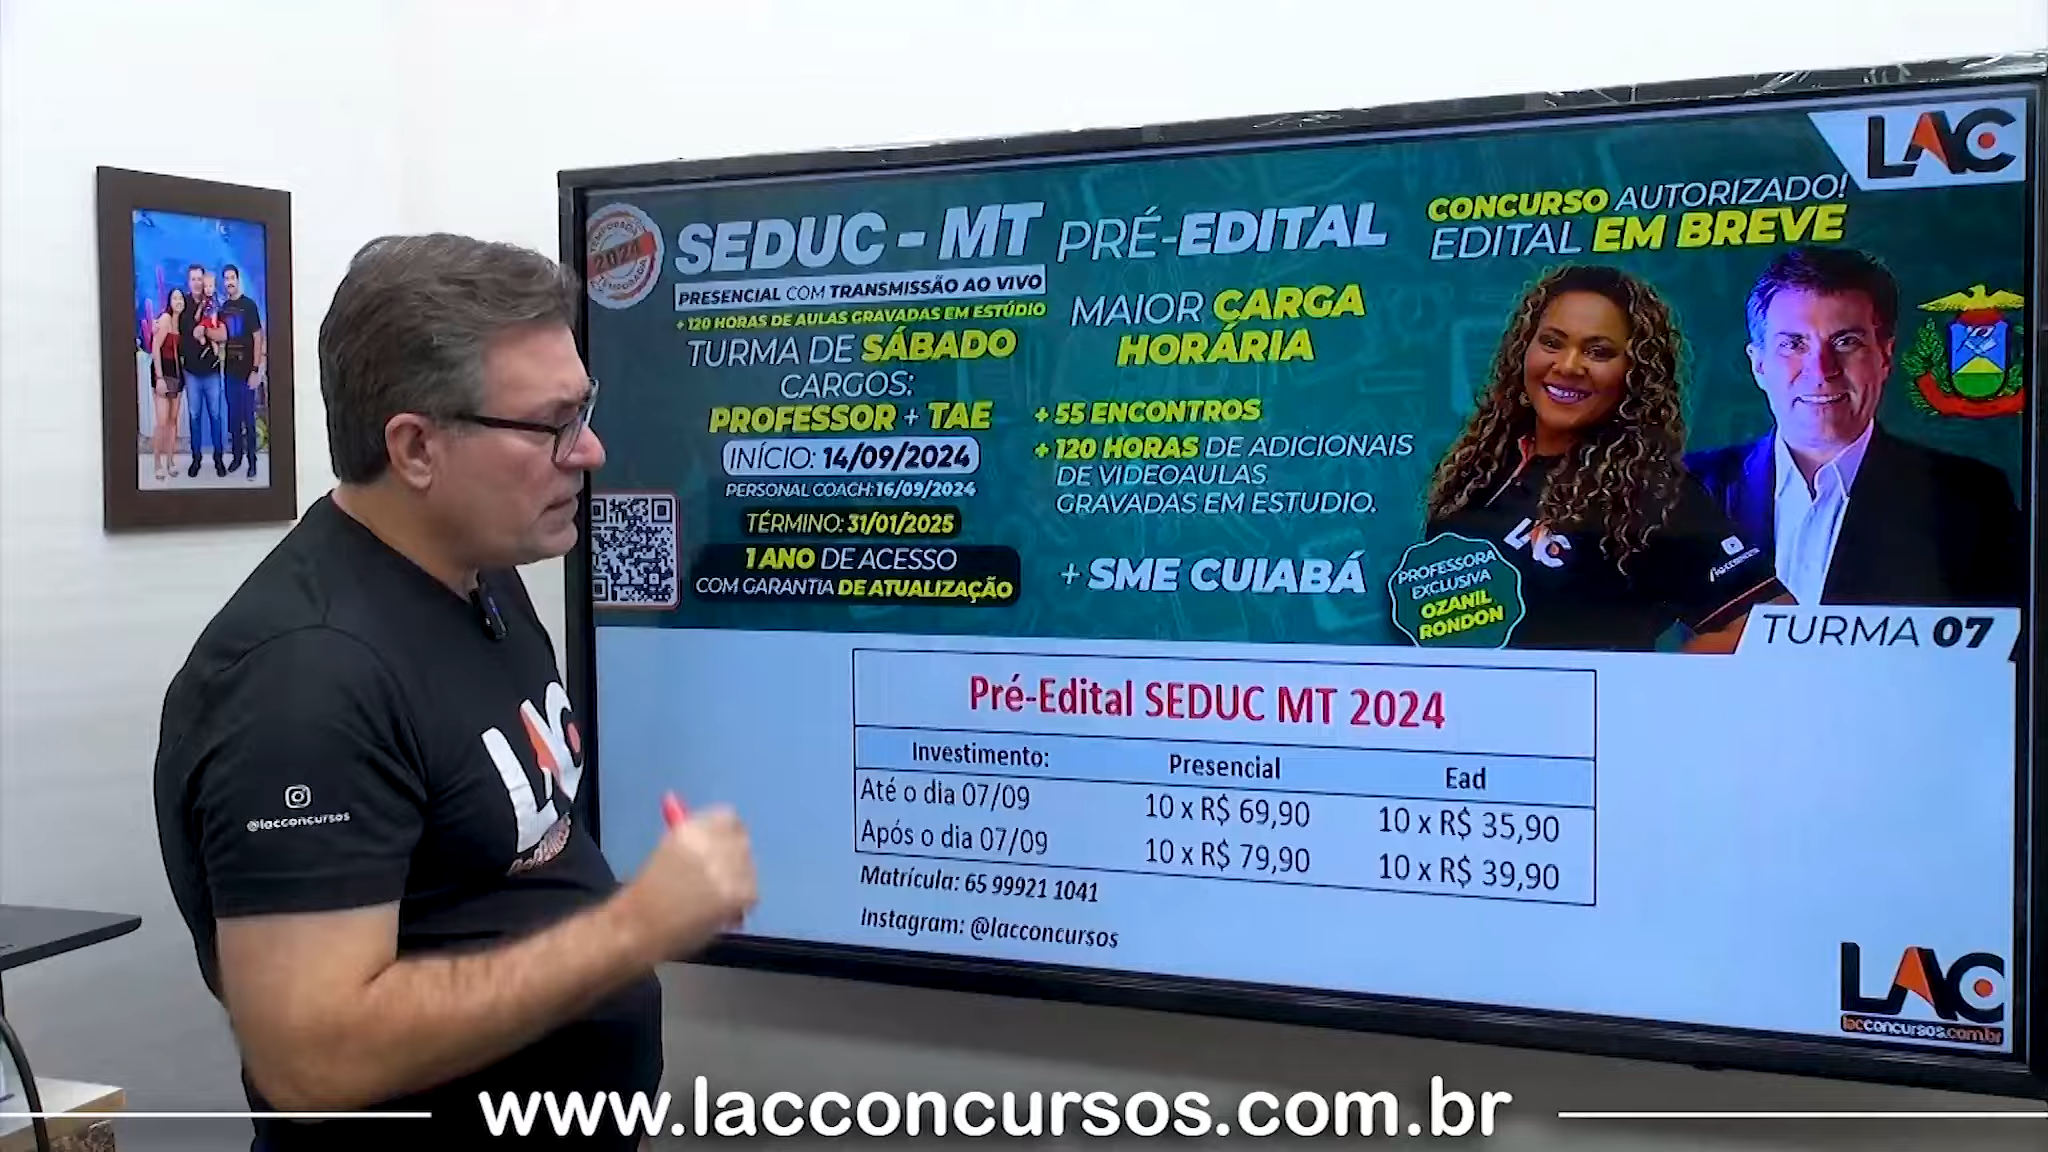 LAC
TEMPORADA
2024
TEMPORADA
SEDUC - MT PRÉ-EDITAL
CONCURSO AUTORIZADO!
EDITAL EM BREVE
PRESENCIAL COM TRANSMISSÃO AO VIVO
+ 120 HORAS DE AULAS GRAVADAS EM ESTÚDIO
TURMA DE SÁBADO
CARGOS:
PROFESSOR + TAE
INÍCIO: 14/09/2024
PERSONAL COACH: 16/09/2024
TÉRMINO: 31/01/2025
1 ANO DE ACESSO
COM GARANTIA DE ATUALIZAÇÃO
MAIOR CARGA
HORÁRIA
+ 55 ENCONTROS
+ 120 HORAS DE ADICIONAIS
DE VIDEOAULAS
GRAVADAS EM ESTUDIO.
+ SME CUIABÁ
LAC
PROFESSORA
EXCLUSIVA
OZANIL
RONDON
TURMA 07
Pré-Edital SEDUC MT 2024
Investimento: Presencial Ead
Até o dia 07/09 10 x R$ 69,90 10 x R$ 35,90
Após o dia 07/09 10 x R$ 79,90 10 x R$ 39,90
Matrícula: 65 99921 1041
Instagram: @lacconcursos
LAC
lacconcursos.com.br
@lacconcursos
LAC
www.lacconcursos.com.br